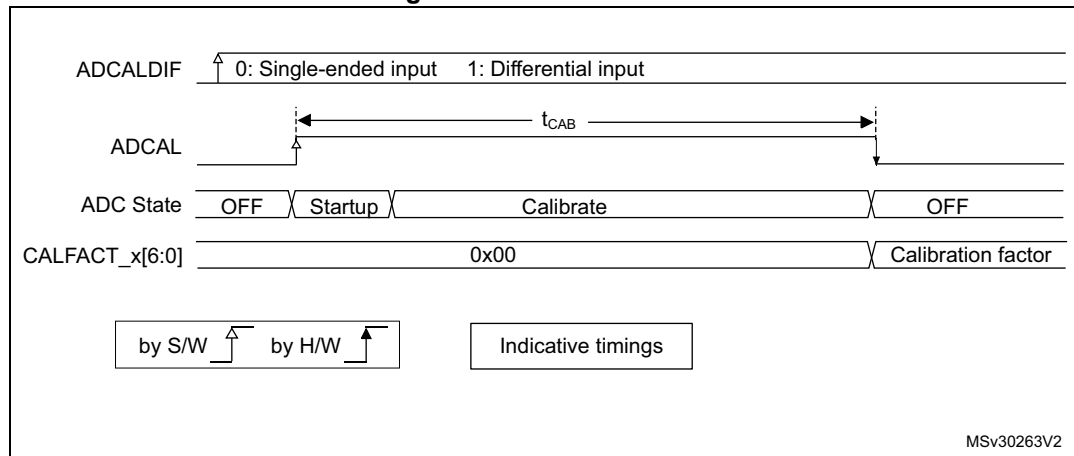 ADCALDIF 0: Single-ended input 1: Differential input
tCAB
ADCAL
ADC State OFF Startup Calibrate OFF
CALFACT_x[6:0] 0x00 Calibration factor
by S/W by H/W Indicative timings
MSv30263V2